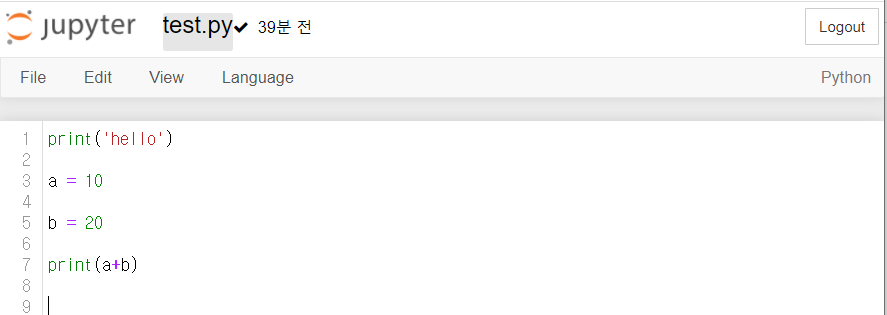 jupyter test.py 39분 전 Logout
File Edit View Language Python
1 print('hello')
2
3 a = 10
4
5 b = 20
6
7 print(a+b)
8
9